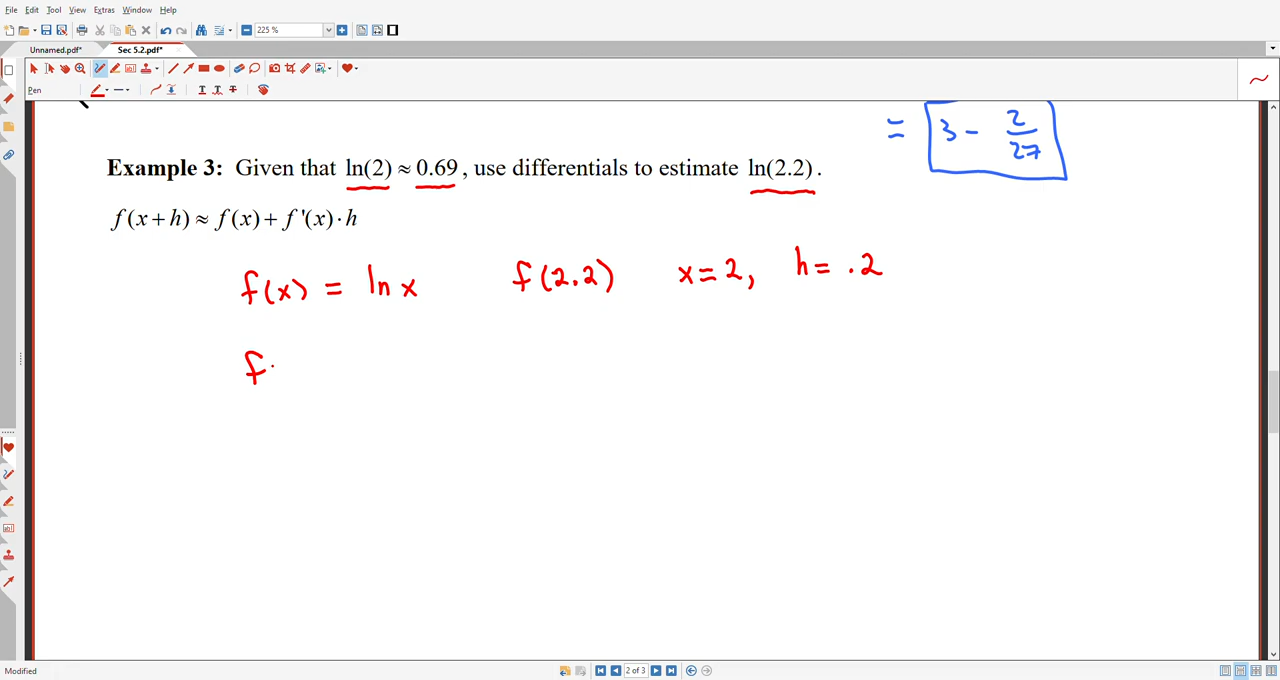 File Edit Tool View Extras Window Help
225 %
Unnamed.pdf* Sec 5.2.pdf*
Pen
= 3 - 2/27
Example 3: Given that ln(2) ≈ 0.69, use differentials to estimate ln(2.2).
f(x+h) ≈ f(x) + f '(x)·h
f(x) = ln x f(2.2) x=2, h= .2
f
Modified 2 of 3